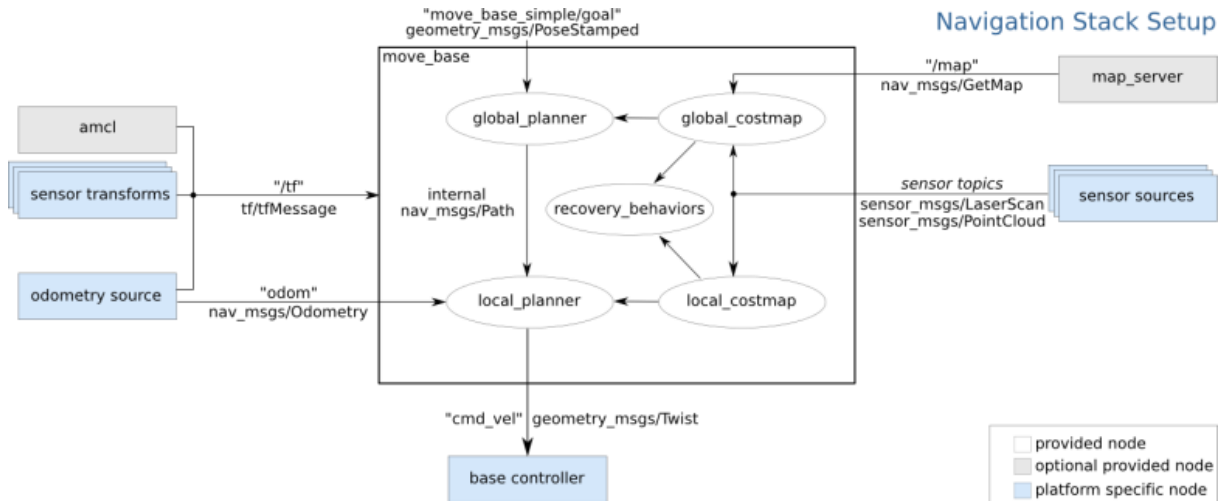 Navigation Stack Setup
"move_base_simple/goal"
geometry_msgs/PoseStamped
move_base
"/map"
nav_msgs/GetMap
map_server
amcl
global_planner
global_costmap
sensor transforms
"/tf"
tf/tfMessage
internal
nav_msgs/Path
recovery_behaviors
sensor topics
sensor_msgs/LaserScan
sensor_msgs/PointCloud
sensor sources
odometry source
"odom"
nav_msgs/Odometry
local_planner
local_costmap
"cmd_vel" geometry_msgs/Twist
base controller
provided node
optional provided node
platform specific node